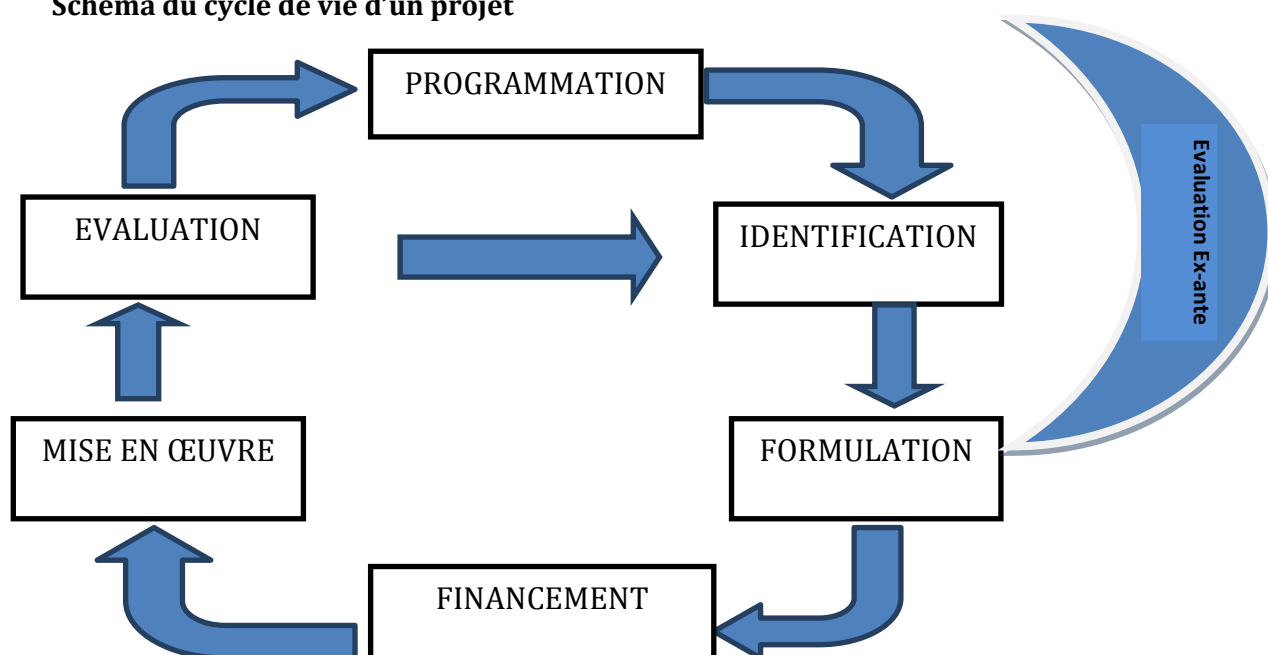 Schéma du cycle de vie d'un projet
PROGRAMMATION
EVALUATION
IDENTIFICATION
Evaluation Ex-ante
MISE EN ŒUVRE
FORMULATION
FINANCEMENT